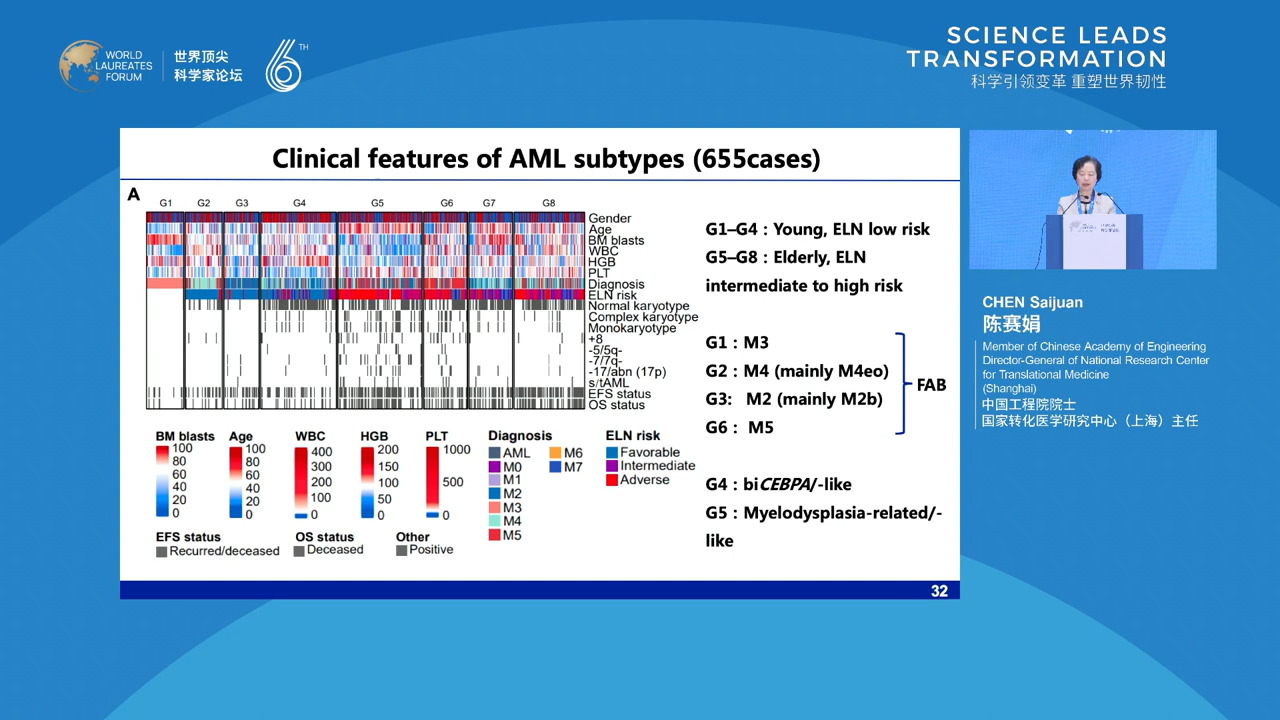 WORLD
LAUREATES
FORUM
世界顶尖
科学家论坛
6TH
SCIENCE LEADS
TRANSFORMATION
科学引领变革 重塑世界韧性
Clinical features of AML subtypes (655cases)
A
G1 G2 G3 G4 G5 G6 G7 G8
Gender
Age
BM blasts
WBC
HGB
PLT
Diagnosis
ELN risk
Normal karyotype
Complex karyotype
Monokaryotype
+8
-5/5q-
-7/7q-
-17/abn (17p)
s/tAML
EFS status
OS status
BM blasts
100
80
60
40
20
0
Age
100
80
60
40
20
0
WBC
400
300
200
100
0
HGB
200
150
100
50
0
PLT
1000
500
0
Diagnosis
AML
M0
M1
M2
M3
M4
M5
M6
M7
ELN risk
Favorable
Intermediate
Adverse
EFS status
Recurred/deceased
OS status
Deceased
Other
Positive
G1–G4 : Young, ELN low risk
G5–G8 : Elderly, ELN
intermediate to high risk
G1 : M3
G2 : M4 (mainly M4eo)
G3: M2 (mainly M2b)
G6 : M5
FAB
G4 : biCEBPA/-like
G5 : Myelodysplasia-related/-
like
32
CHEN Saijuan
陈赛娟
Member of Chinese Academy of Engineering
Director-General of National Research Center
for Translational Medicine
(Shanghai)
中国工程院院士
国家转化医学研究中心（上海）主任